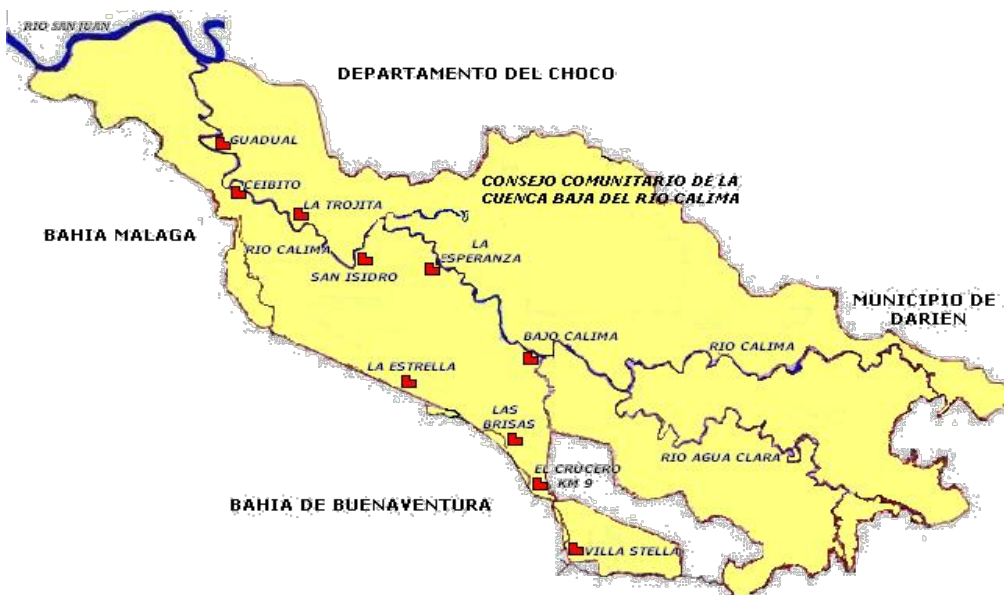 RIO SAN JUAN
DEPARTAMENTO DEL CHOCO
GUADUAL
CEIBITO
CONSEJO COMUNITARIO DE LA
CUENCA BAJA DEL RIO CALIMA
LA TROJITA
BAHIA MALAGA
RIO CALIMA
LA
ESPERANZA
SAN ISIDRO
MUNICIPIO DE
DARIEN
BAJO CALIMA
RIO CALIMA
LA ESTRELLA
LAS
BRISAS
RIO AGUA CLARA
EL CRUCERO
KM 9
BAHIA DE BUENAVENTURA
VILLA STELLA